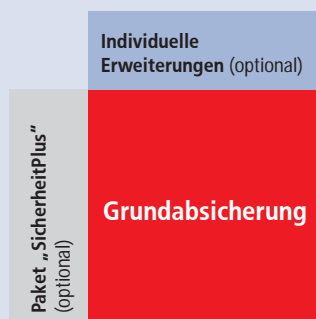 Individuelle
Erweiterungen (optional)
Paket „SicherheitPlus“
(optional)
Grundabsicherung